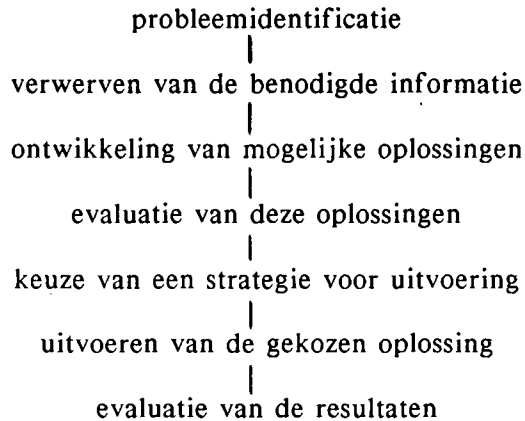 probleemidentificatie
verwerven van de benodigde informatie
ontwikkeling van mogelijke oplossingen
evaluatie van deze oplossingen
keuze van een strategie voor uitvoering
uitvoeren van de gekozen oplossing
evaluatie van de resultaten